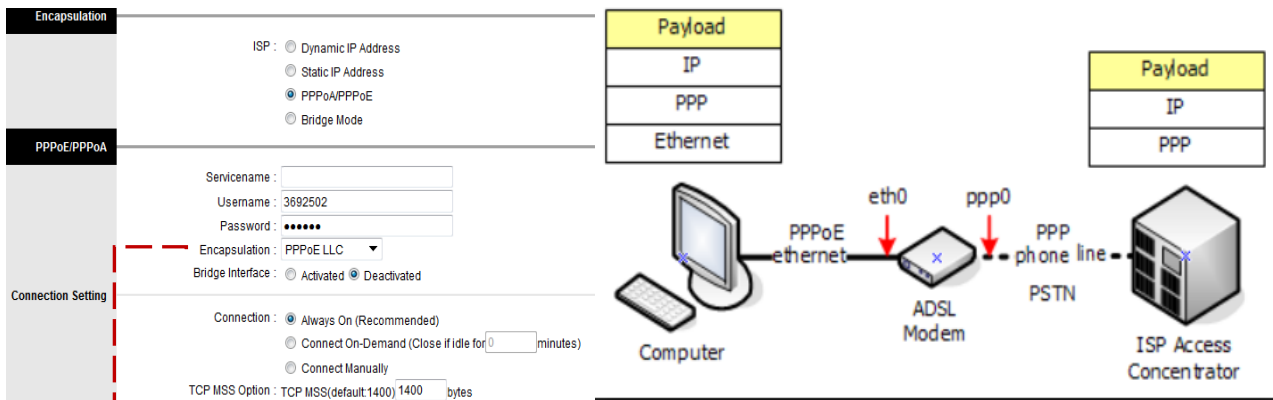 Encapsulation
ISP : Dynamic IP Address
Static IP Address
PPPoA/PPPoE
Bridge Mode
PPPoE/PPPoA
Servicename :
Username : 3692502
Password : ••••••
Encapsulation : PPPoE LLC
Bridge Interface : Activated Deactivated
Connection Setting
Connection : Always On (Recommended)
Connect On-Demand (Close if idle for 0 minutes)
Connect Manually
TCP MSS Option : TCP MSS(default:1400) 1400 bytes
Payload
IP
PPP
Ethernet
Payload
IP
PPP
eth0
ppp0
PPPoE
ethernet
PPP
phone line
PSTN
ADSL
Modem
Computer
ISP Access
Concentrator